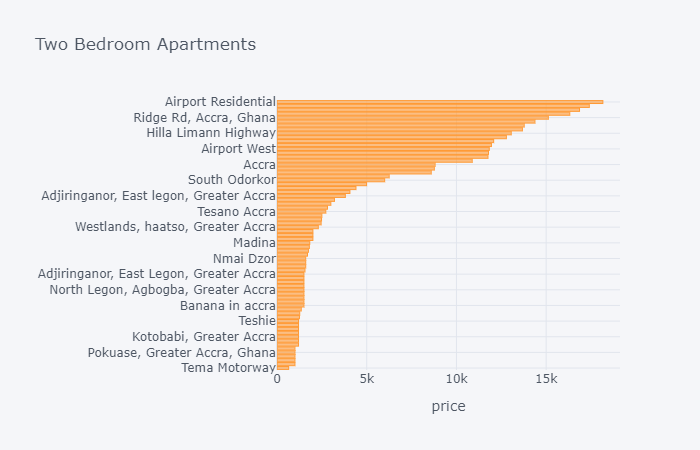 Two Bedroom Apartments
Airport Residential
Ridge Rd, Accra, Ghana
Hilla Limann Highway
Airport West
Accra
South Odorkor
Adjiringanor, East legon, Greater Accra
Tesano Accra
Westlands, haatso, Greater Accra
Madina
Nmai Dzor
Adjiringanor, East Legon, Greater Accra
North Legon, Agbogba, Greater Accra
Banana in accra
Teshie
Kotobabi, Greater Accra
Pokuase, Greater Accra, Ghana
Tema Motorway
0 5k 10k 15k
price